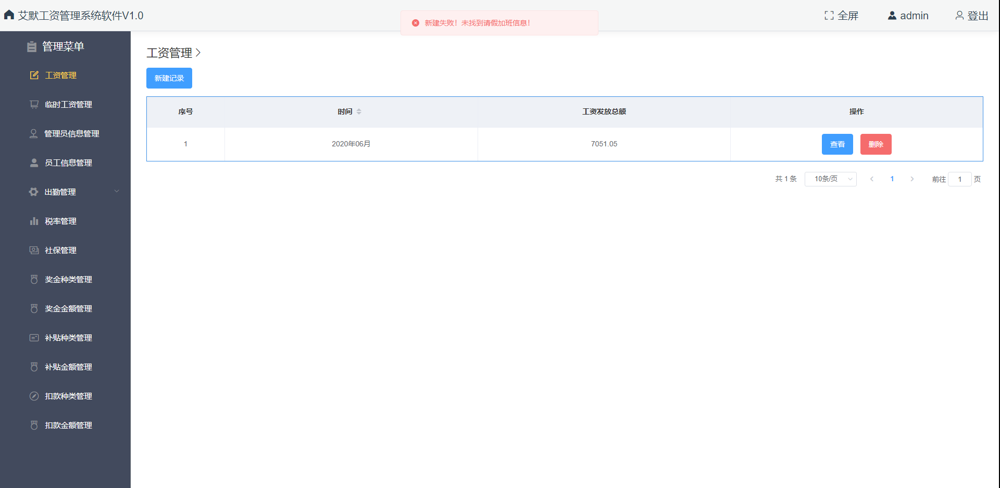 艾默工资管理系统软件V1.0
新建失败！未找到请假加班信息！
全屏
admin
登出
管理菜单
工资管理
临时工资管理
管理员信息管理
员工信息管理
出勤管理
税率管理
社保管理
奖金种类管理
奖金金额管理
补贴种类管理
补贴金额管理
扣款种类管理
扣款金额管理
工资管理
新建记录
序号 时间 工资发放总额 操作
1 2020年06月 7051.05 查看 删除
共 1 条 10条/页 1 前往 1 页